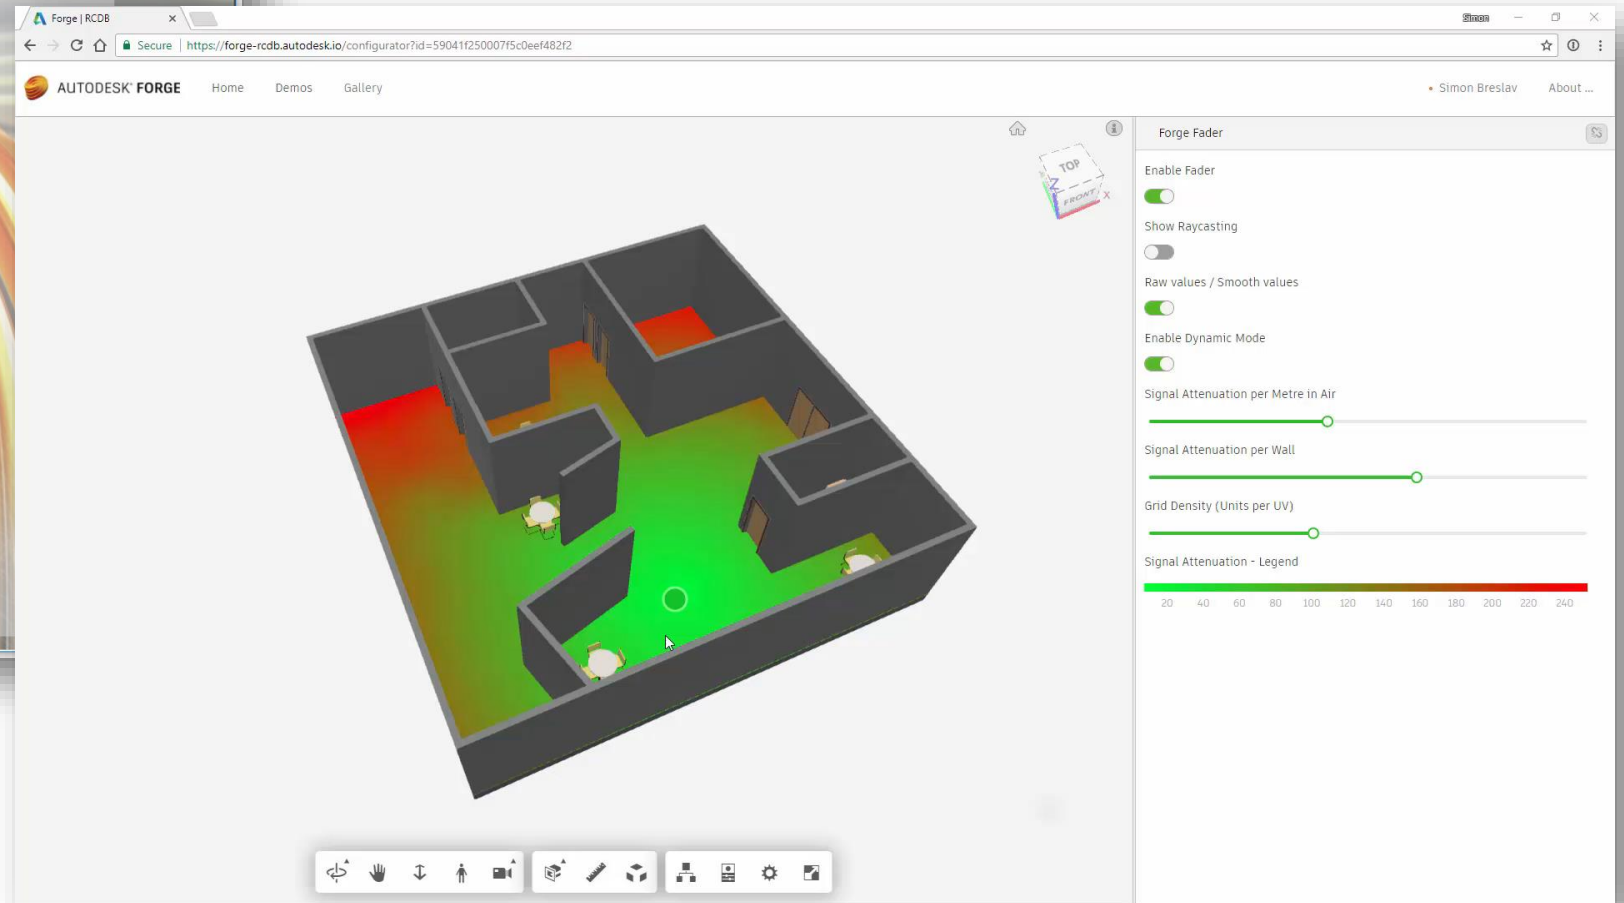 Forge | RCDB
Simon
Secure
https://forge-rcdb.autodesk.io/configurator?id=59041f250007f5c0eef482f2
AUTODESK® FORGE
Home
Demos
Gallery
Simon Breslav
About ...
TOP
FRONT
Z
X
Forge Fader
Enable Fader
Show Raycasting
Raw values / Smooth values
Enable Dynamic Mode
Signal Attenuation per Metre in Air
Signal Attenuation per Wall
Grid Density (Units per UV)
Signal Attenuation - Legend
20 40 60 80 100 120 140 160 180 200 220 240